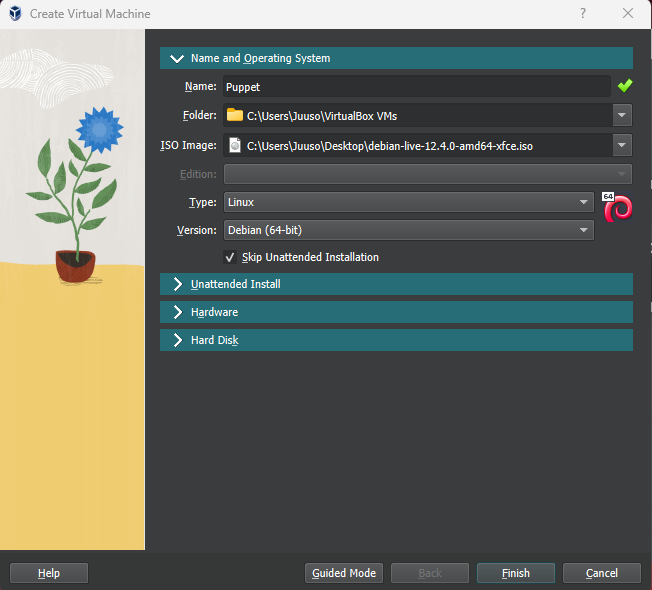 Create Virtual Machine
?
Name and Operating System
Name: Puppet
Folder: C:\Users\Juuso\VirtualBox VMs
ISO Image: C:\Users\Juuso\Desktop\debian-live-12.4.0-amd64-xfce.iso
Edition:
Type: Linux
64
Version: Debian (64-bit)
Skip Unattended Installation
Unattended Install
Hardware
Hard Disk
Help Guided Mode Back Finish Cancel